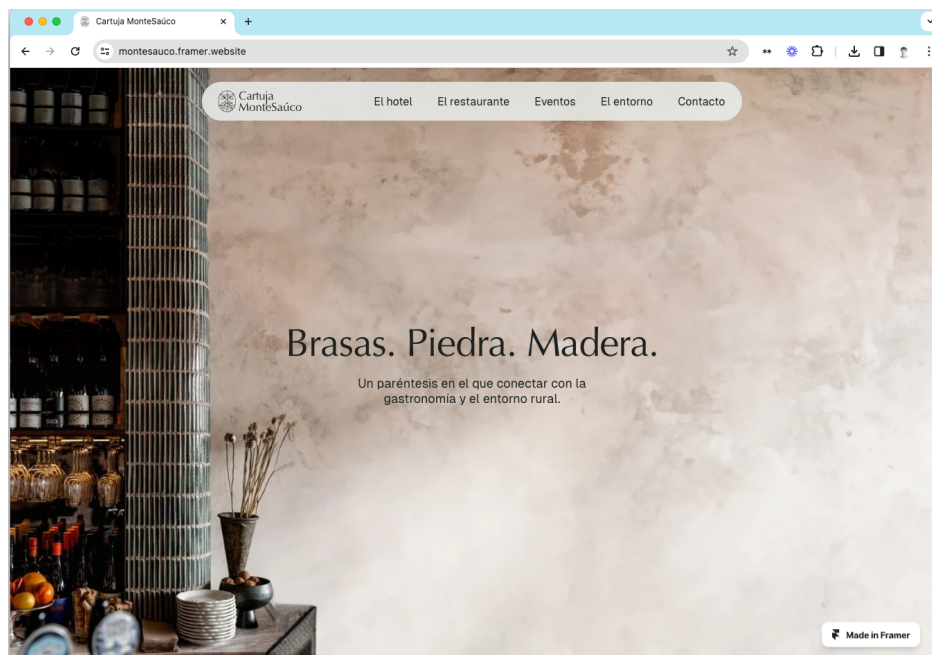 Cartuja MonteSaúco
montesauco.framer.website
Cartuja
MonteSaúco
El hotel
El restaurante
Eventos
El entorno
Contacto
Brasas. Piedra. Madera.
Un paréntesis en el que conectar con la
gastronomía y el entorno rural.
Made in Framer